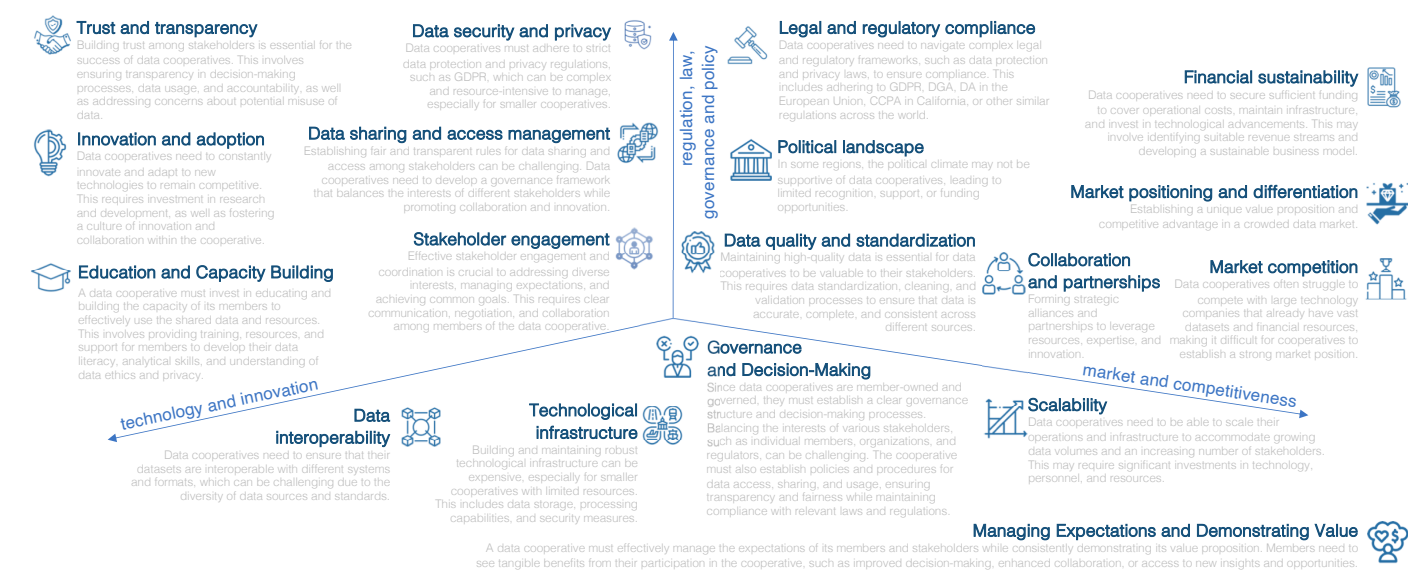 Trust and transparency
Building trust among stakeholders is essential for the
success of data cooperatives. This involves
ensuring transparency in decision-making
processes, data usage, and accountability, as well
as addressing concerns about potential misuse of
data.
Innovation and adoption
Data cooperatives need to constantly
innovate and adapt to new
technologies to remain competitive.
This requires investment in research
and development, as well as fostering
a culture of innovation and
collaboration within the cooperative.
Education and Capacity Building
A data cooperative must invest in educating and
building the capacity of its members to
effectively use the shared data and resources.
This involves providing training, resources, and
support for members to develop their data
literacy, analytical skills, and understanding of
data ethics and privacy.
Data security and privacy
Data cooperatives must adhere to strict
data protection and privacy regulations,
such as GDPR, which can be complex
and resource-intensive to manage,
especially for smaller cooperatives.
Data sharing and access management
Establishing fair and transparent rules for data sharing and
access among stakeholders can be challenging. Data
cooperatives need to develop a governance framework
that balances the interests of different stakeholders while
promoting collaboration and innovation.
Stakeholder engagement
Effective stakeholder engagement and
coordination is crucial to addressing diverse
interests, managing expectations, and
achieving common goals. This requires clear
communication, negotiation, and collaboration
among members of the data cooperative.
regulation, law,
governance and policy
Legal and regulatory compliance
Data cooperatives need to navigate complex legal
and regulatory frameworks, such as data protection
and privacy laws, to ensure compliance. This
includes adhering to GDPR, DGA, DA in the
European Union, CCPA in California, or other similar
regulations across the world.
Political landscape
In some regions, the political climate may not be
supportive of data cooperatives, leading to
limited recognition, support, or funding
opportunities.
Data quality and standardization
Maintaining high-quality data is essential for data
cooperatives to be valuable to their stakeholders.
This requires data standardization, cleaning, and
validation processes to ensure that data is
accurate, complete, and consistent across
different sources.
Financial sustainability
Data cooperatives need to secure sufficient funding
to cover operational costs, maintain infrastructure,
and invest in technological advancements. This may
involve identifying suitable revenue streams and
developing a sustainable business model.
Market positioning and differentiation
Establishing a unique value proposition and
competitive advantage in a crowded data market.
Collaboration
and partnerships
Forming strategic
alliances and
partnerships to leverage
resources, expertise, and
innovation.
Market competition
Data cooperatives often struggle to
compete with large technology
companies that already have vast
datasets and financial resources,
making it difficult for cooperatives to
establish a strong market position.
technology and innovation
market and competitiveness
Data
interoperability
Data cooperatives need to ensure that their
datasets are interoperable with different systems
and formats, which can be challenging due to the
diversity of data sources and standards.
Technological
infrastructure
Building and maintaining robust
technological infrastructure can be
expensive, especially for smaller
cooperatives with limited resources.
This includes data storage, processing
capabilities, and security measures.
Governance
and Decision-Making
Since data cooperatives are member-owned and
governed, they must establish a clear governance
structure and decision-making processes.
Balancing the interests of various stakeholders,
such as individual members, organizations, and
regulators, can be challenging. The cooperative
must also establish policies and procedures for
data access, sharing, and usage, ensuring
transparency and fairness while maintaining
compliance with relevant laws and regulations.
Scalability
Data cooperatives need to be able to scale their
operations and infrastructure to accommodate growing
data volumes and an increasing number of stakeholders.
This may require significant investments in technology,
personnel, and resources.
Managing Expectations and Demonstrating Value
A data cooperative must effectively manage the expectations of its members and stakeholders while consistently demonstrating its value proposition. Members need to
see tangible benefits from their participation in the cooperative, such as improved decision-making, enhanced collaboration, or access to new insights and opportunities.